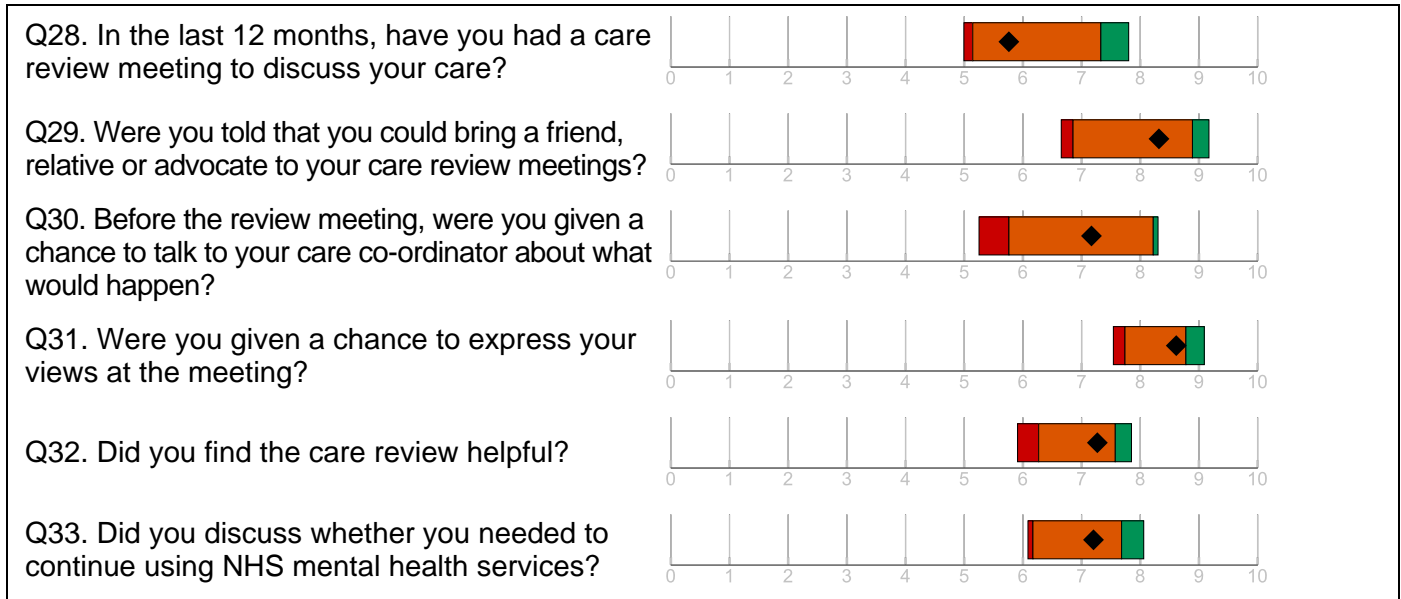 Q28. In the last 12 months, have you had a care
review meeting to discuss your care?
0 1 2 3 4 5 6 7 8 9 10
Q29. Were you told that you could bring a friend,
relative or advocate to your care review meetings?
0 1 2 3 4 5 6 7 8 9 10
Q30. Before the review meeting, were you given a
chance to talk to your care co-ordinator about what
would happen?
0 1 2 3 4 5 6 7 8 9 10
Q31. Were you given a chance to express your
views at the meeting?
0 1 2 3 4 5 6 7 8 9 10
Q32. Did you find the care review helpful?
0 1 2 3 4 5 6 7 8 9 10
Q33. Did you discuss whether you needed to
continue using NHS mental health services?
0 1 2 3 4 5 6 7 8 9 10